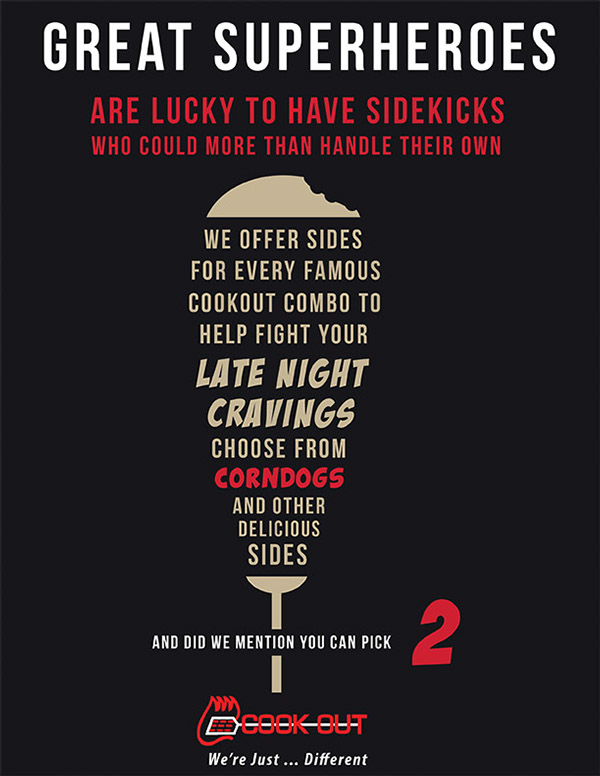 GREAT SUPERHEROES
ARE LUCKY TO HAVE SIDEKICKS
WHO COULD MORE THAN HANDLE THEIR OWN
WE OFFER SIDES
FOR EVERY FAMOUS
COOKOUT COMBO TO
HELP FIGHT YOUR
LATE NIGHT
CRAVINGS
CHOOSE FROM
CORNDOGS
AND OTHER
DELICIOUS
SIDES
AND DID WE MENTION YOU CAN PICK 2
COOK-OUT
We're Just ... Different